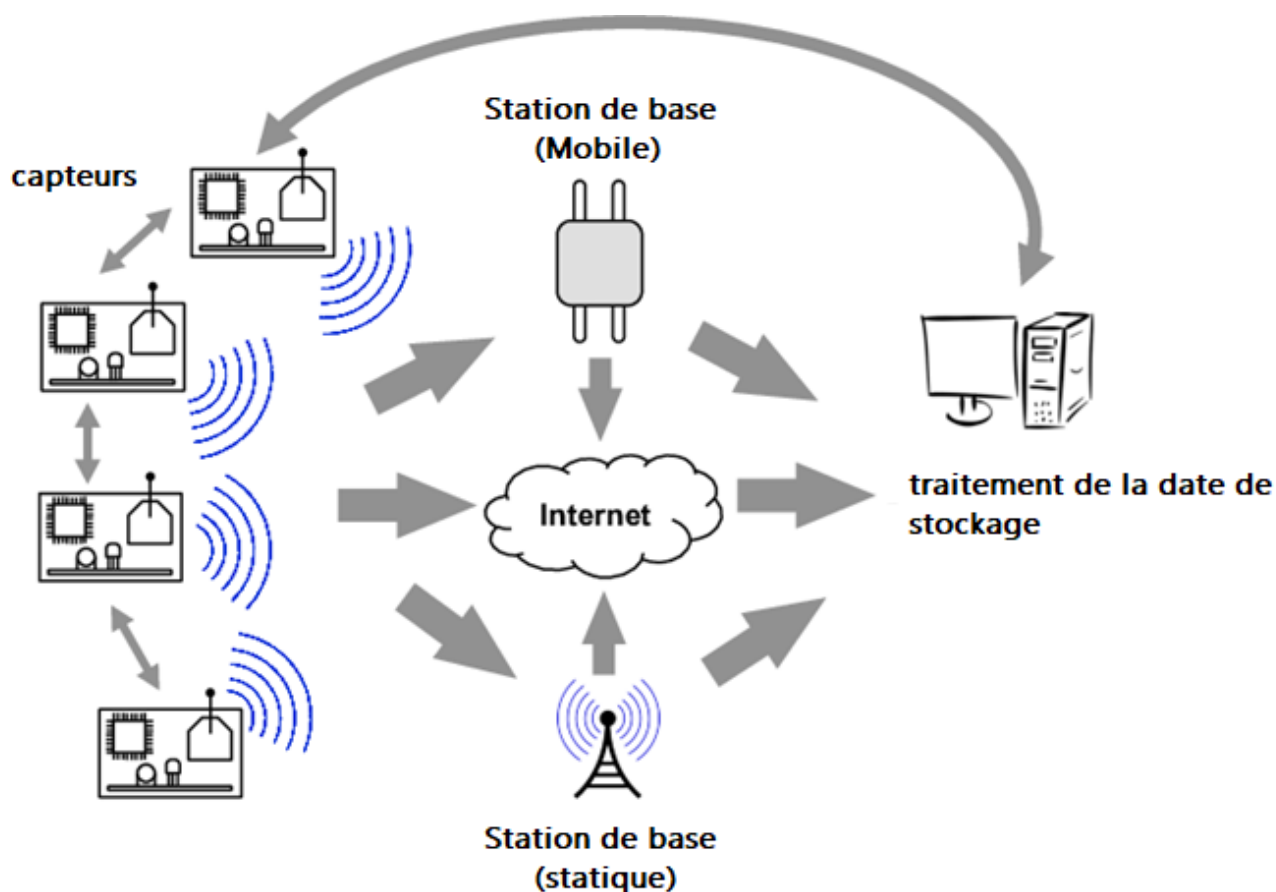 Station de base
(Mobile)
capteurs
Internet
traitement de la date de
stockage
Station de base
(statique)